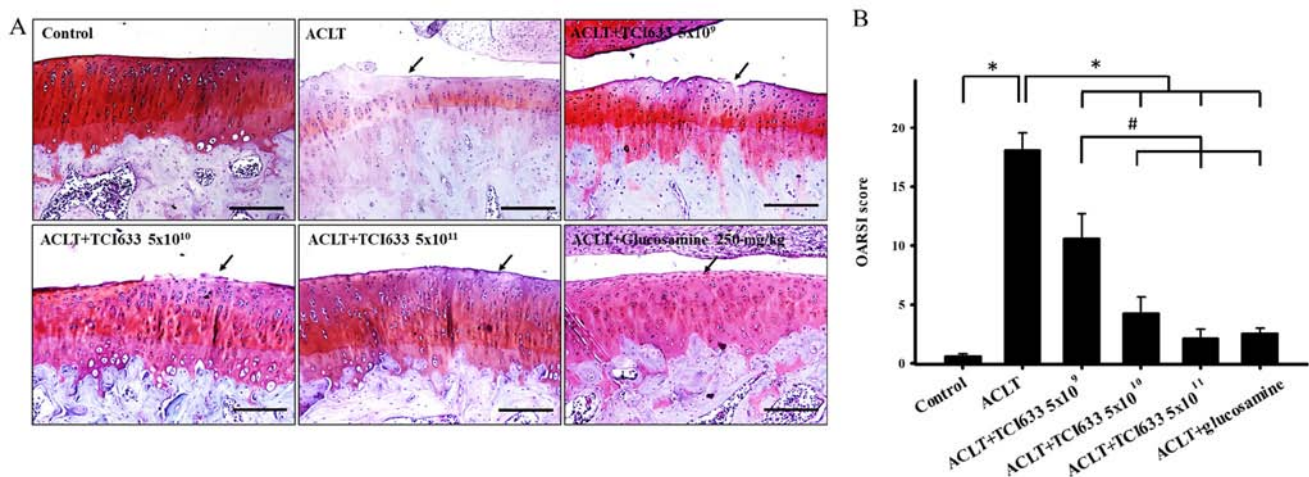 A
Control
ACLT
ACLT+TCI633 5x10⁹
ACLT+TCI633 5x10¹⁰
ACLT+TCI633 5x10¹¹
ACLT+Glucosamine 250-mg/kg
B
*
*
#
OARSI score
20
15
10
5
0
Control
ACLT
ACLT+TCI633 5x10⁹
ACLT+TCI633 5x10¹⁰
ACLT+TCI633 5x10¹¹
ACLT+glucosamine